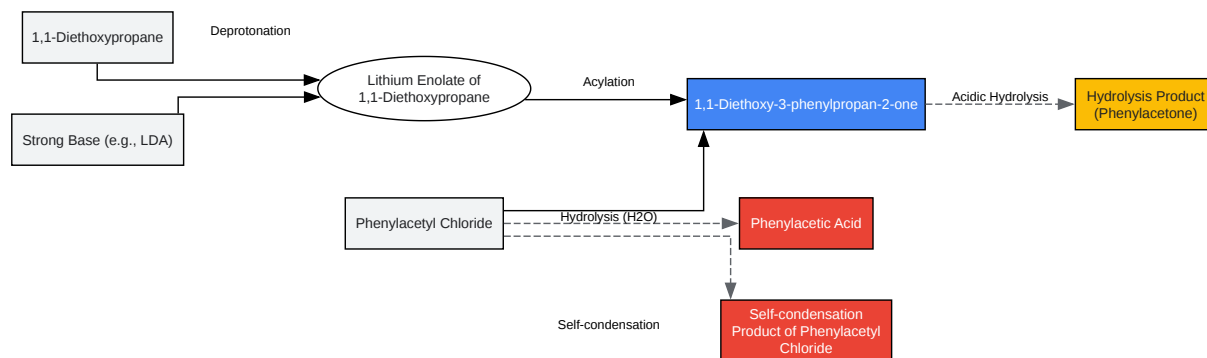 1,1-Diethoxypropane
Deprotonation
Lithium Enolate of
1,1-Diethoxypropane
Acylation
1,1-Diethoxy-3-phenylpropan-2-one
Acidic Hydrolysis
Hydrolysis Product
(Phenylacetone)
Strong Base (e.g., LDA)
Phenylacetyl Chloride
Hydrolysis (H2O)
Phenylacetic Acid
Self-condensation
Self-condensation
Product of Phenylacetyl
Chloride